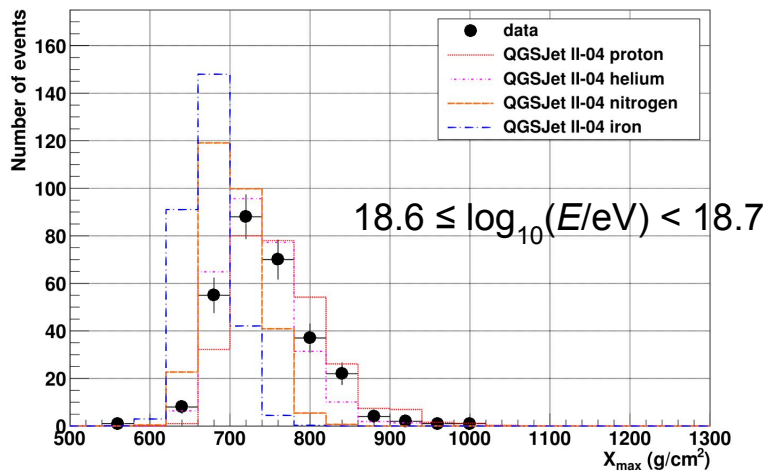 data
QGSJet II-04 proton
QGSJet II-04 helium
QGSJet II-04 nitrogen
QGSJet II-04 iron
Number of events
160
140
120
100
80
60
40
20
0
18.6 ≤ log₁₀(E/eV) < 18.7
500 600 700 800 900 1000 1100 1200 1300
Xₘₐₓ (g/cm²)